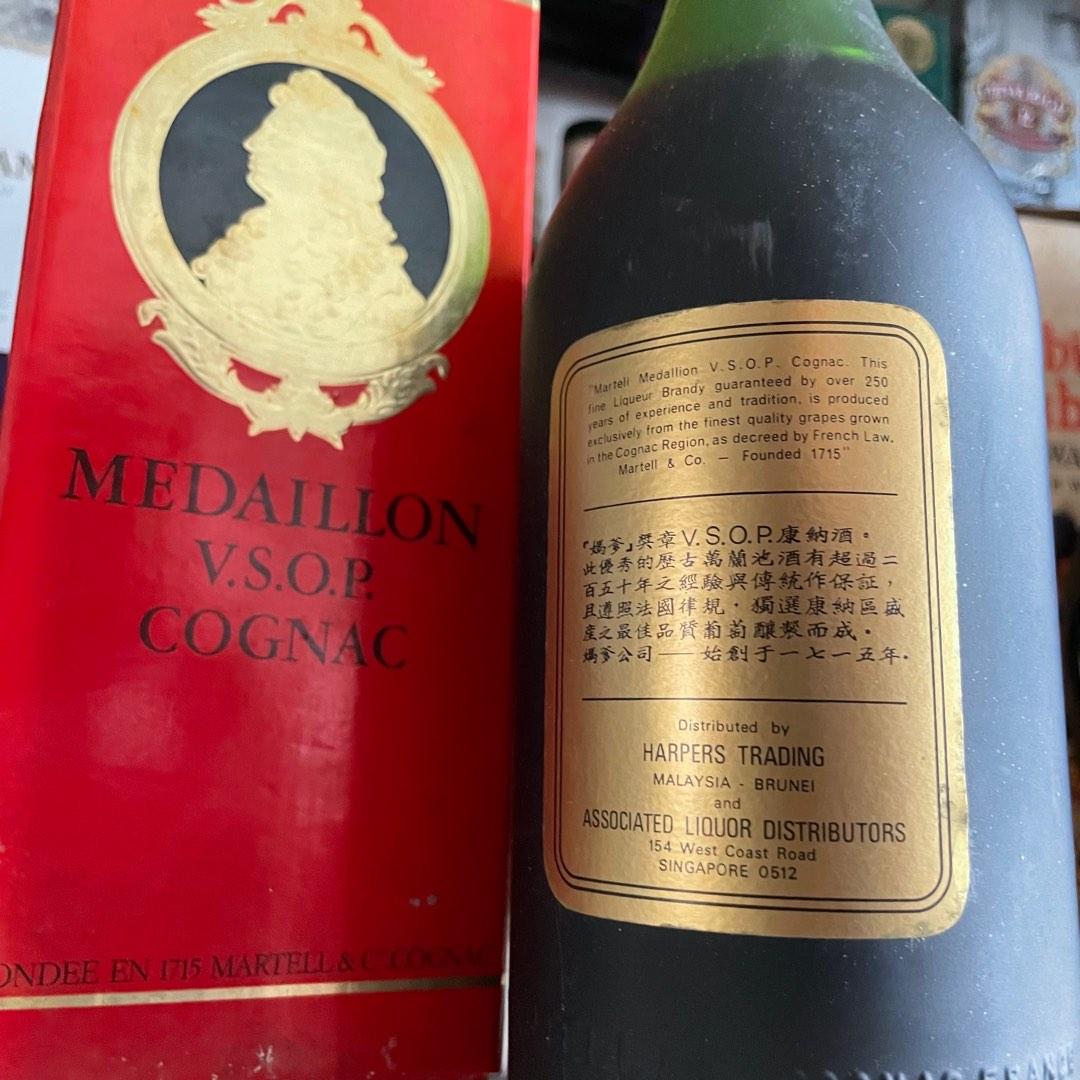 MEDAILLON
V.S.O.P.
COGNAC
ONDEE EN 1715 MARTELL & Cº COGNAC
"Martell Medallion V.S.O.P. Cognac. This
fine Liqueur Brandy guaranteed by over 250
years of experience and tradition, is produced
exclusively from the finest quality grapes grown
in the Cognac Region, as decreed by French Law.
Martell & Co. — Founded 1715"
「媽爹」獎章V.S.O.P.康納酒。
此優秀的歷古萬蘭池酒有超過二
百五十年之經驗與傳統作保証，
且遵照法國律規，獨選康納區盛
產之最佳品質葡萄釀製而成。
媽爹公司——始創于一七一五年.
Distributed by
HARPERS TRADING
MALAYSIA - BRUNEI
and
ASSOCIATED LIQUOR DISTRIBUTORS
154 West Coast Road
SINGAPORE 0512
FRANCE